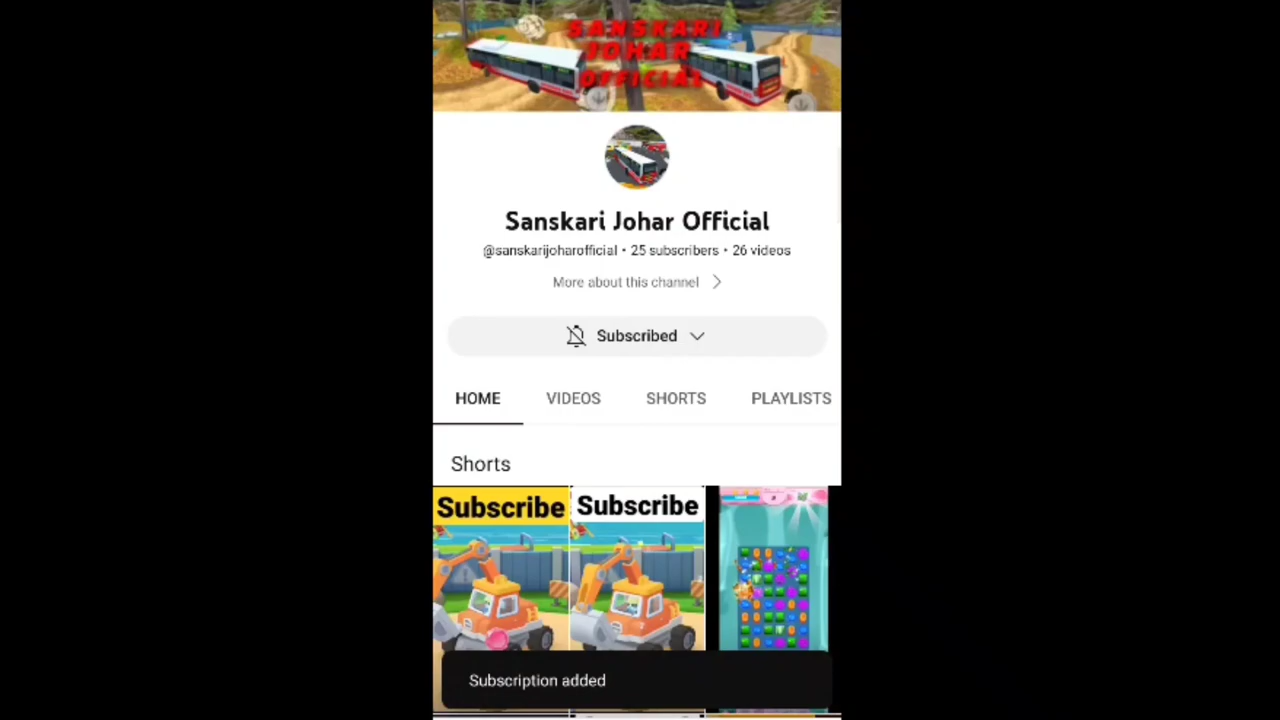 SANSKARI
JOHAR
OFFICIAL
Sanskari Johar Official
@sanskarijoharofficial • 25 subscribers • 26 videos
More about this channel
Subscribed
HOME VIDEOS SHORTS PLAYLISTS
Shorts
Subscribe Subscribe
Subscription added